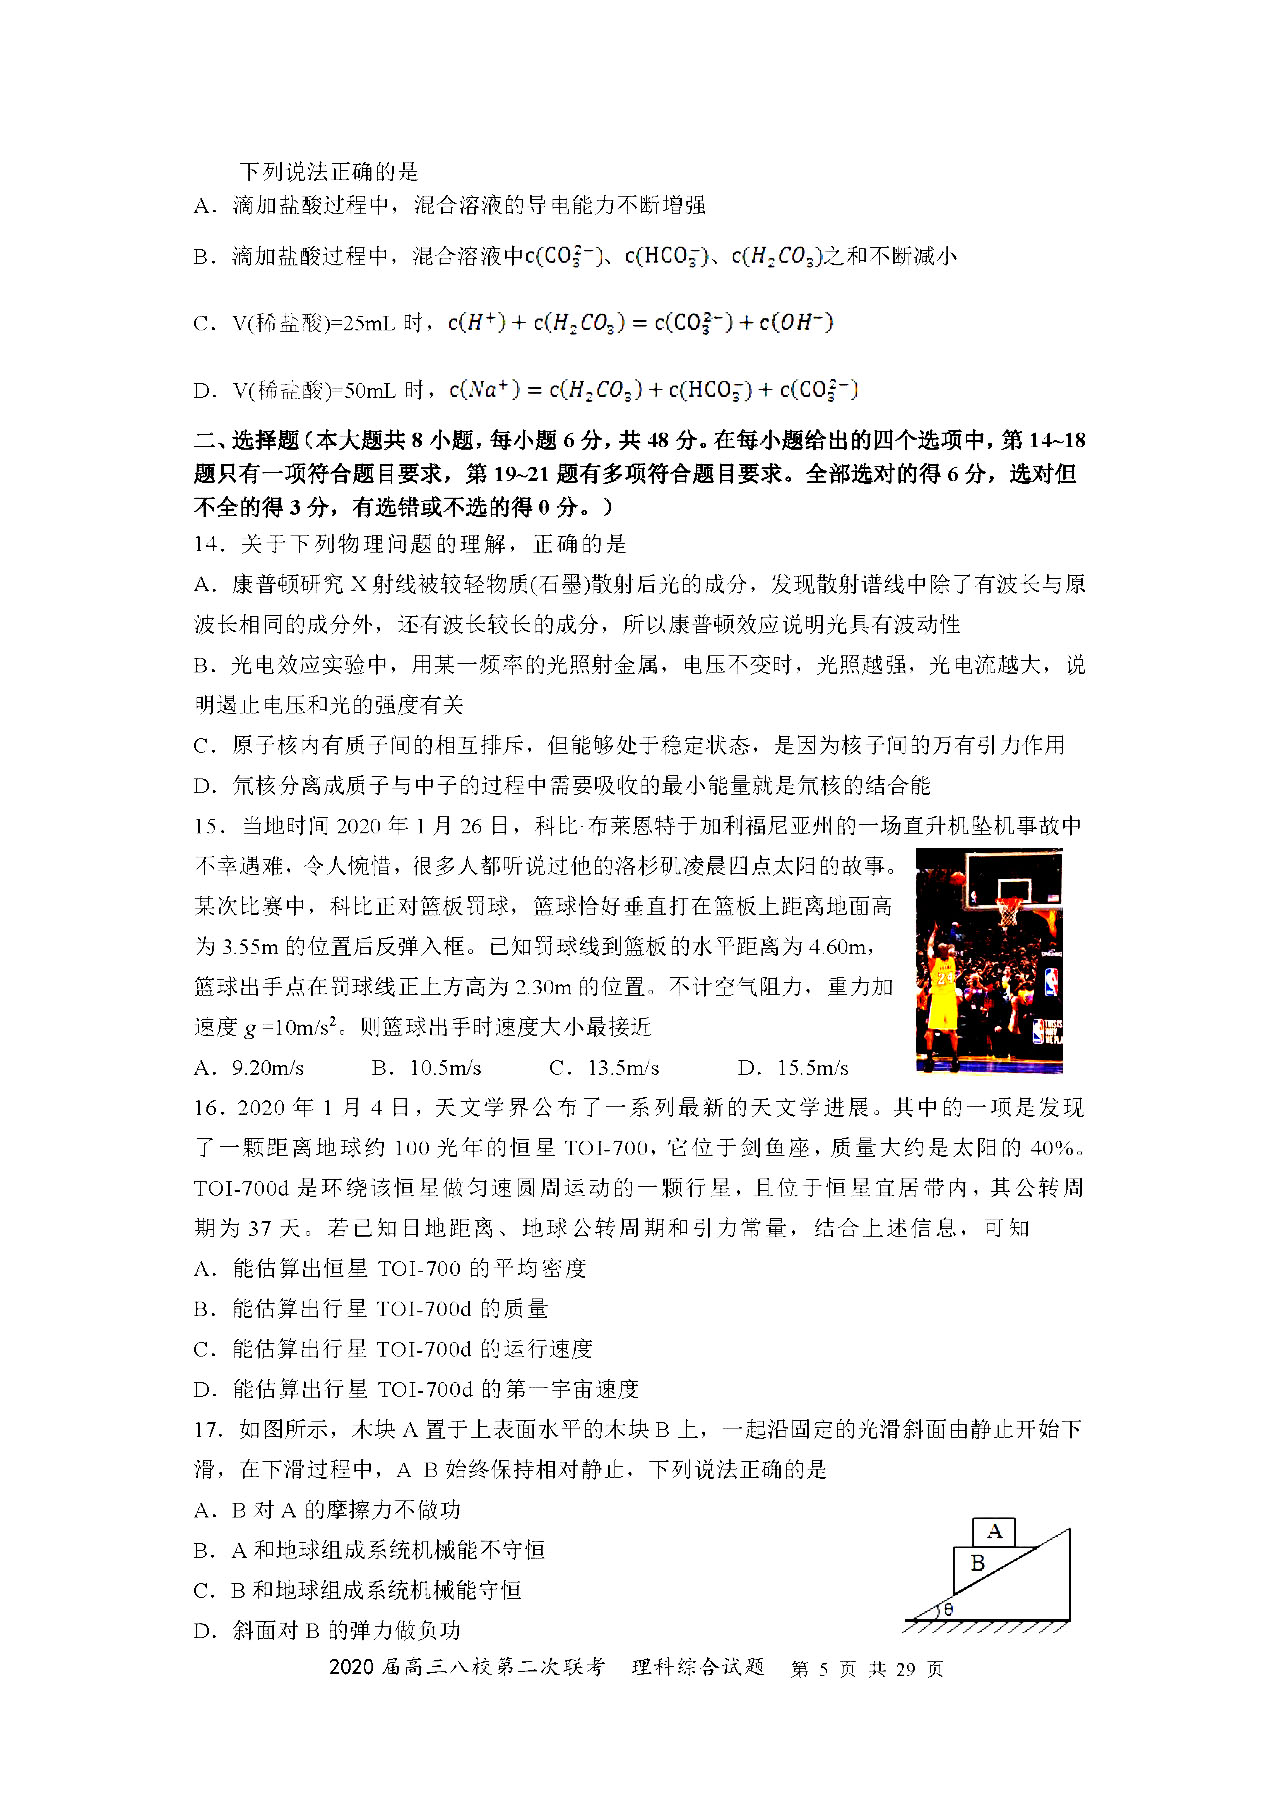 下列说法正确的是
A．滴加盐酸过程中，混合溶液的导电能力不断增强
B．滴加盐酸过程中，混合溶液中c(CO₃²⁻)、c(HCO₃⁻)、c(H₂CO₃)之和不断减小
C．V(稀盐酸)=25mL 时，c(H⁺) + c(H₂CO₃) = c(CO₃²⁻) + c(OH⁻)
D．V(稀盐酸)=50mL 时，c(Na⁺) = c(H₂CO₃) + c(HCO₃⁻) + c(CO₃²⁻)
二、选择题（本大题共 8 小题，每小题 6 分，共 48 分。在每小题给出的四个选项中，第 14~18
题只有一项符合题目要求，第 19~21 题有多项符合题目要求。全部选对的得 6 分，选对但
不全的得 3 分，有选错或不选的得 0 分。）
14．关于下列物理问题的理解，正确的是
A．康普顿研究 X 射线被较轻物质(石墨)散射后光的成分，发现散射谱线中除了有波长与原
波长相同的成分外，还有波长较长的成分，所以康普顿效应说明光具有波动性
B．光电效应实验中，用某一频率的光照射金属，电压不变时，光照越强，光电流越大，说
明遏止电压和光的强度有关
C．原子核内有质子间的相互排斥，但能够处于稳定状态，是因为核子间的万有引力作用
D．氘核分离成质子与中子的过程中需要吸收的最小能量就是氘核的结合能
15．当地时间 2020 年 1 月 26 日，科比·布莱恩特于加利福尼亚州的一场直升机坠机事故中
不幸遇难，令人惋惜，很多人都听说过他的洛杉矶凌晨四点太阳的故事。
某次比赛中，科比正对篮板罚球，篮球恰好垂直打在篮板上距离地面高
为 3.55m 的位置后反弹入框。已知罚球线到篮板的水平距离为 4.60m，
篮球出手点在罚球线正上方高为 2.30m 的位置。不计空气阻力，重力加
速度 g =10m/s²。则篮球出手时速度大小最接近
A．9.20m/s B．10.5m/s C．13.5m/s D．15.5m/s
16．2020 年 1 月 4 日，天文学界公布了一系列最新的天文学进展。其中的一项是发现
了一颗距离地球约 100 光年的恒星 TOI-700，它位于剑鱼座，质量大约是太阳的 40%。
TOI-700d 是环绕该恒星做匀速圆周运动的一颗行星，且位于恒星宜居带内，其公转周
期为 37 天。若已知日地距离、地球公转周期和引力常量，结合上述信息，可知
A．能估算出恒星 TOI-700 的平均密度
B．能估算出行星 TOI-700d 的质量
C．能估算出行星 TOI-700d 的运行速度
D．能估算出行星 TOI-700d 的第一宇宙速度
17．如图所示，木块 A 置于上表面水平的木块 B 上，一起沿固定的光滑斜面由静止开始下
滑，在下滑过程中，A B 始终保持相对静止，下列说法正确的是
A．B 对 A 的摩擦力不做功
B．A 和地球组成系统机械能不守恒
C．B 和地球组成系统机械能守恒
D．斜面对 B 的弹力做负功
A
B
θ
2020 届高三八校第二次联考 理科综合试题 第 5 页 共 29 页